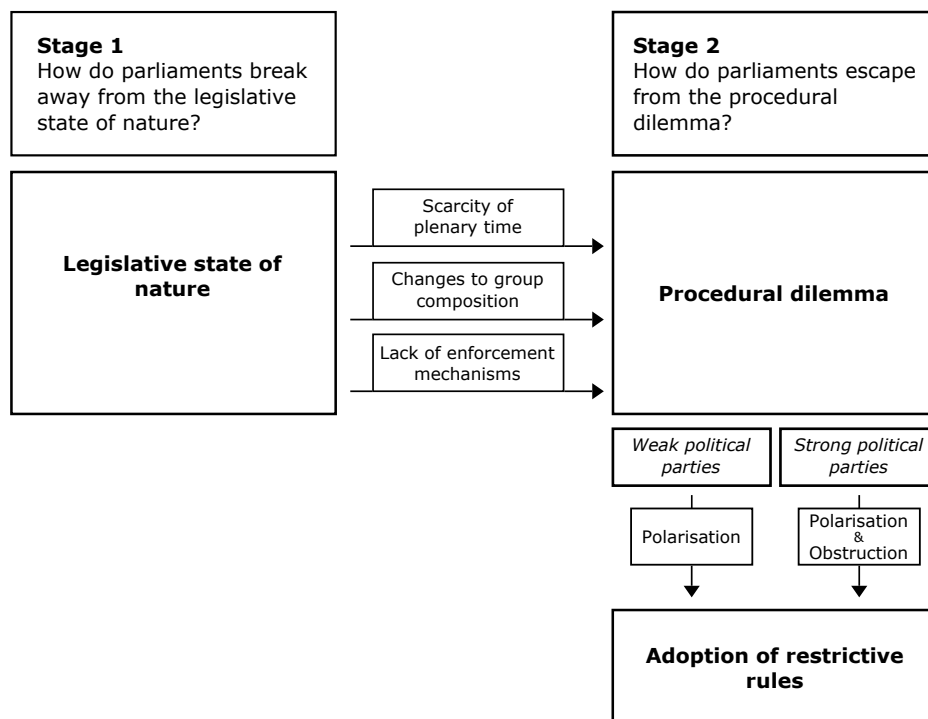 Stage 1
How do parliaments break
away from the legislative
state of nature?
Stage 2
How do parliaments escape
from the procedural
dilemma?
Legislative state of
nature
Scarcity of
plenary time
Changes to group
composition
Lack of enforcement
mechanisms
Procedural dilemma
Weak political
parties
Strong political
parties
Polarisation
Polarisation
&
Obstruction
Adoption of restrictive
rules